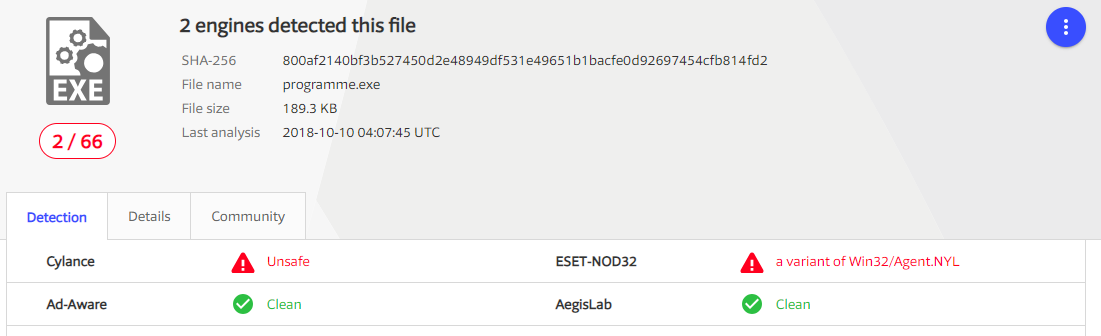 2 engines detected this file
SHA-256 800af2140bf3b527450d2e48949df531e49651b1bacfe0d92697454cfb814fd2
File name programme.exe
File size 189.3 KB
Last analysis 2018-10-10 04:07:45 UTC
EXE
2 / 66
Detection Details Community
Cylance Unsafe ESET-NOD32 a variant of Win32/Agent.NYL
Ad-Aware Clean AegisLab Clean